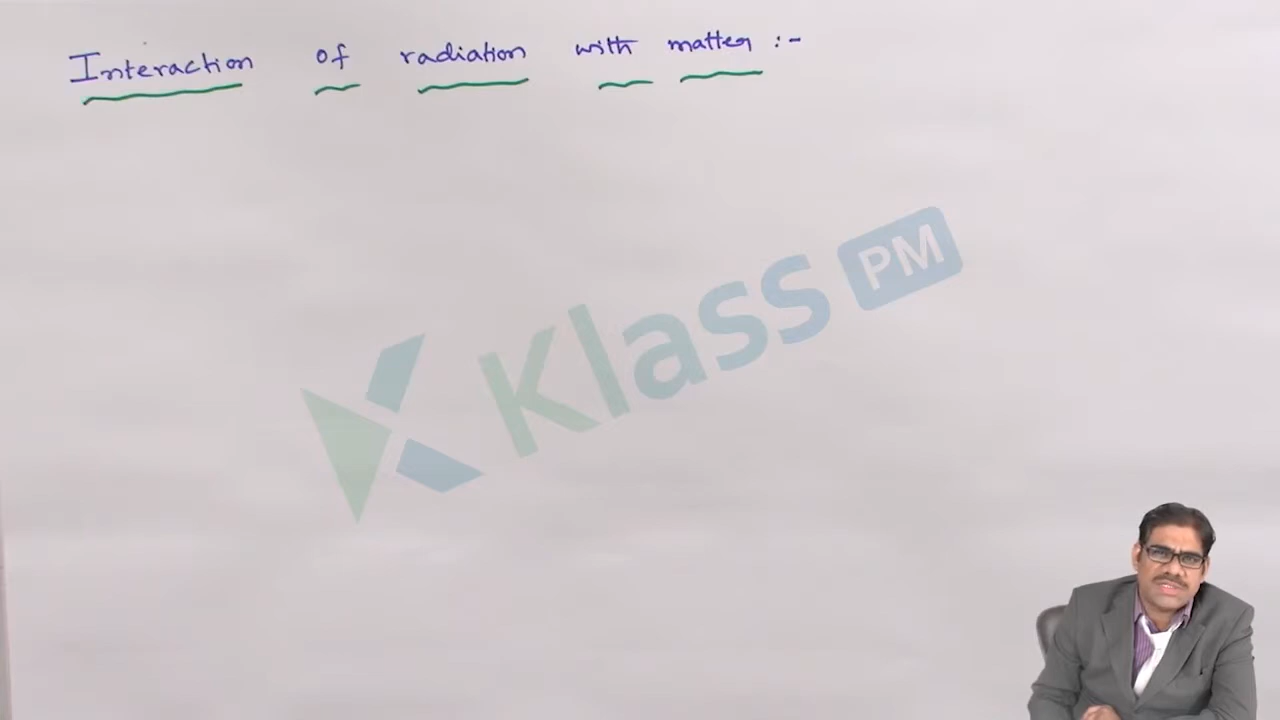 Interaction of radiation with matter :-
Klass PM